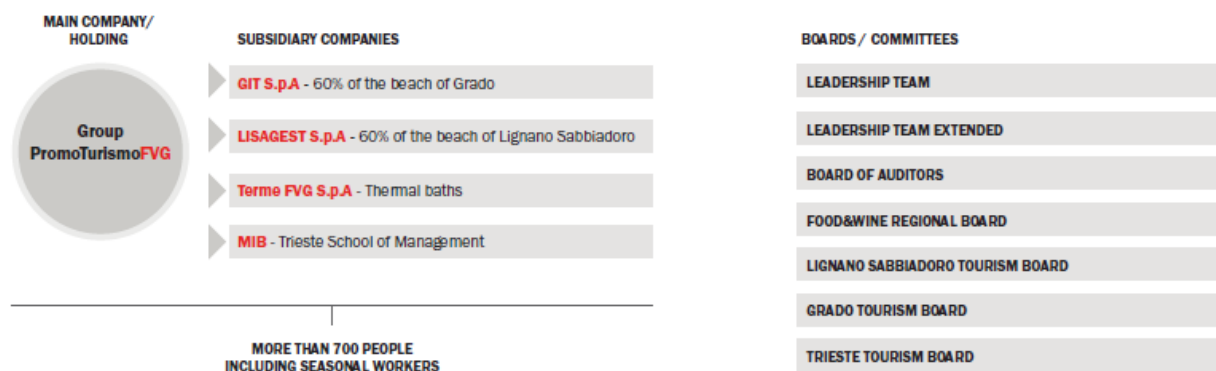 MAIN COMPANY/
HOLDING
Group
PromoTurismoFVG
SUBSIDIARY COMPANIES
GIT S.p.A - 60% of the beach of Grado
LISAGEST S.p.A - 60% of the beach of Lignano Sabbiadoro
Terme FVG S.p.A - Thermal baths
MIB - Trieste School of Management
MORE THAN 700 PEOPLE
INCLUDING SEASONAL WORKERS
BOARDS / COMMITTEES
LEADERSHIP TEAM
LEADERSHIP TEAM EXTENDED
BOARD OF AUDITORS
FOOD&WINE REGIONAL BOARD
LIGNANO SABBIADORO TOURISM BOARD
GRADO TOURISM BOARD
TRIESTE TOURISM BOARD